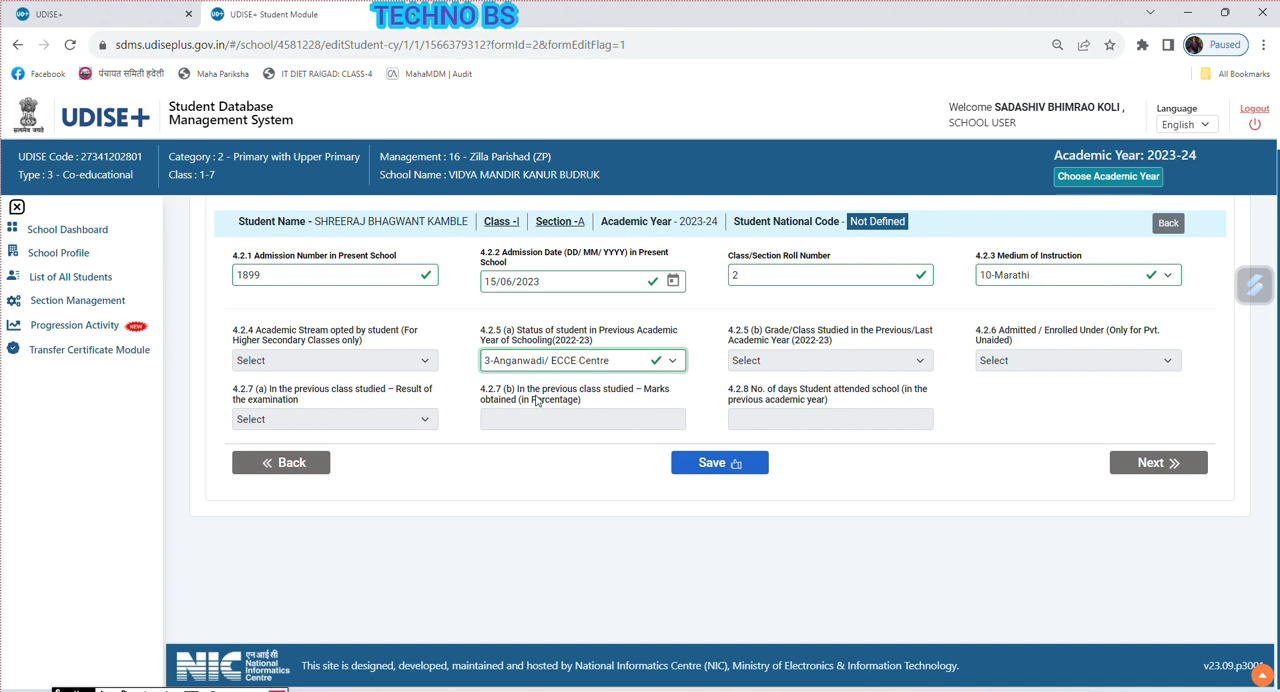 UDISE+
UDISE+ Student Module
TECHNO BS
sdms.udiseplus.gov.in/#/school/4581228/editStudent-cy/1/1/1566379312?formId=2&formEditFlag=1
Paused
Facebook
पंचायत समिती हवेली
Maha Pariksha
IT DIET RAIGAD: CLASS-4
MahaMDM | Audit
All Bookmarks
सत्यमेव जयते
UDISE+
Student Database
Management System
Welcome SADASHIV BHIMRAO KOLI ,
SCHOOL USER
Language
English
Logout
UDISE Code : 27341202801
Type : 3 - Co-educational
Category : 2 - Primary with Upper Primary
Class : 1-7
Management : 16 - Zilla Parishad (ZP)
School Name : VIDYA MANDIR KANUR BUDRUK
Academic Year: 2023-24
Choose Academic Year
School Dashboard
School Profile
List of All Students
Section Management
Progression Activity NEW
Transfer Certificate Module
Student Name - SHREERAJ BHAGWANT KAMBLE
Class -I
Section -A
Academic Year - 2023-24
Student National Code - Not Defined
Back
4.2.1 Admission Number in Present School
1899
4.2.2 Admission Date (DD/ MM/ YYYY) in Present
School
15/06/2023
Class/Section Roll Number
2
4.2.3 Medium of Instruction
10-Marathi
4.2.4 Academic Stream opted by student (For
Higher Secondary Classes only)
Select
4.2.5 (a) Status of student in Previous Academic
Year of Schooling(2022-23)
3-Anganwadi/ ECCE Centre
4.2.5 (b) Grade/Class Studied in the Previous/Last
Academic Year (2022-23)
Select
4.2.6 Admitted / Enrolled Under (Only for Pvt.
Unaided)
Select
4.2.7 (a) In the previous class studied – Result of
the examination
Select
4.2.7 (b) In the previous class studied – Marks
obtained (in Percentage)
4.2.8 No. of days Student attended school (in the
previous academic year)
Back
Save
Next
NIC
एन आई सी
National
Informatics
Centre
This site is designed, developed, maintained and hosted by National Informatics Centre (NIC), Ministry of Electronics & Information Technology.